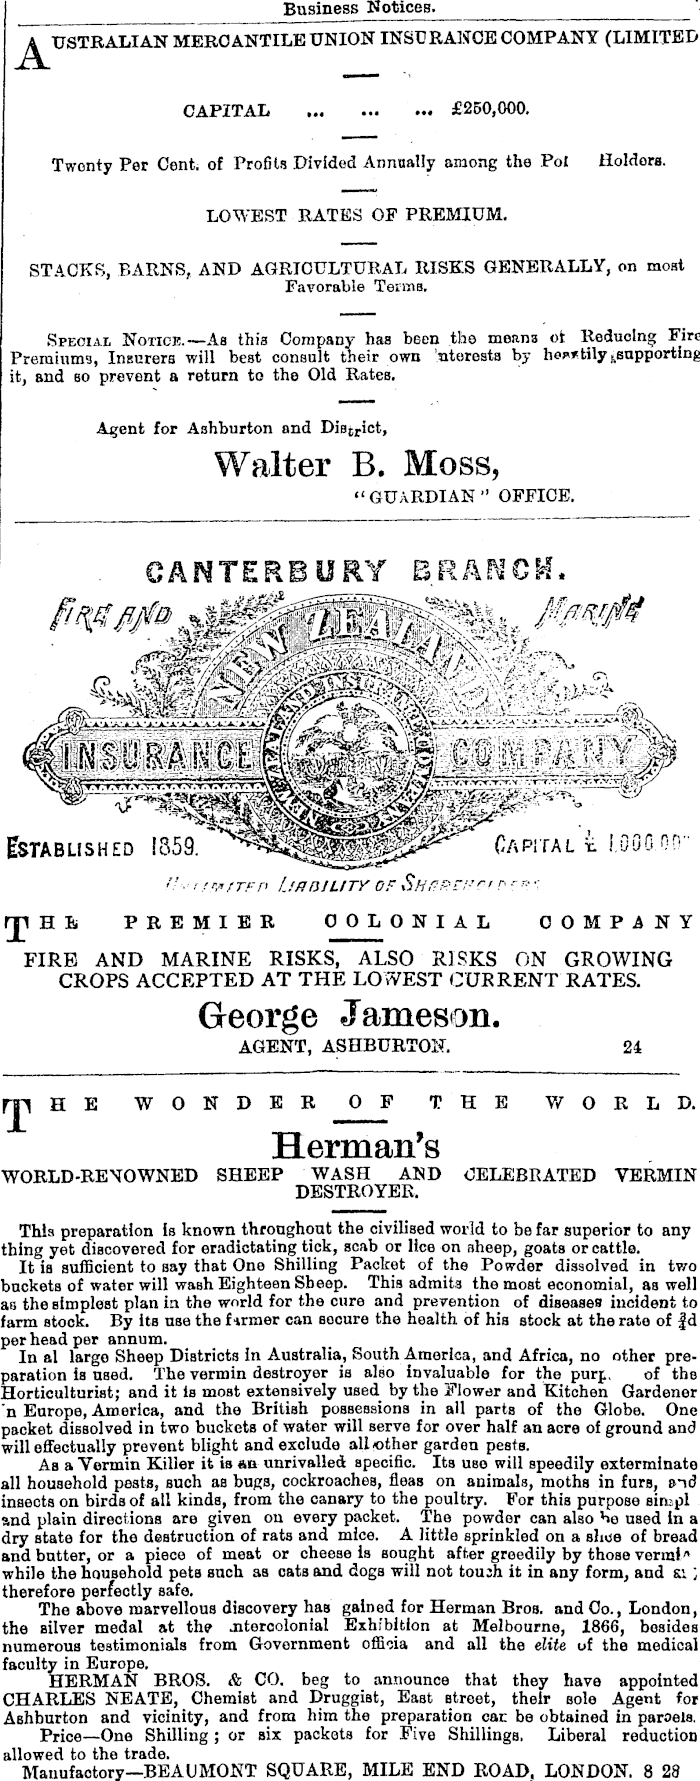 Business Notices.
AUSTRALIAN MERCANTILE UNION INSURANCE COMPANY (LIMITED
CAPITAL ... ... ... £250,000.
Twenty Per Cent. of Profits Divided Annually among the Pol Holders.
LOWEST RATES OF PREMIUM.
STACKS, BARNS, AND AGRICULTURAL RISKS GENERALLY, on most
Favorable Terms.
SPECIAL NOTICE.—As this Company has been the means of Reducing Fire
Premiums, Insurers will best consult their own nterests by heartily supporting
it, and so prevent a return to the Old Rates.
Agent for Ashburton and District,
Walter B. Moss,
"GUARDIAN" OFFICE.
CANTERBURY BRANCH.
FIRE AND MARINE
NEW ZEALAND
NEW ZEALAND INSURANCE COMPANY
INSURANCE COMPANY
ESTABLISHED 1859. CAPITAL £ 1,000,00
UNLIMITED LIABILITY OF SHAREHOLDERS
THE PREMIER COLONIAL COMPANY
FIRE AND MARINE RISKS, ALSO RISKS ON GROWING
CROPS ACCEPTED AT THE LOWEST CURRENT RATES.
George Jameson.
AGENT, ASHBURTON. 24
THE WONDER OF THE WORLD.
Herman's
WORLD-RENOWNED SHEEP WASH AND CELEBRATED VERMIN
DESTROYER.
This preparation is known throughout the civilised world to be far superior to any
thing yet discovered for eradictating tick, scab or lice on sheep, goats or cattle.
It is sufficient to say that One Shilling Packet of the Powder dissolved in two
buckets of water will wash Eighteen Sheep. This admits the most economial, as well
as the simplest plan in the world for the cure and prevention of diseases incident to
farm stock. By its use the farmer can secure the health of his stock at the rate of ¾d
per head per annum.
In al large Sheep Districts in Australia, South America, and Africa, no other pre-
paration is used. The vermin destroyer is also invaluable for the purp of the
Horticulturist; and it is most extensively used by the Flower and Kitchen Gardener
n Europe, America, and the British possessions in all parts of the Globe. One
packet dissolved in two buckets of water will serve for over half an acre of ground and
will effectually prevent blight and exclude all other garden pests.
As a Vermin Killer it is an unrivalled specific. Its use will speedily exterminate
all household pests, such as bugs, cockroaches, fleas on animals, moths in furs, and
insects on birds of all kinds, from the canary to the poultry. For this purpose simpl
and plain directions are given on every packet. The powder can also be used in a
dry state for the destruction of rats and mice. A little sprinkled on a slice of bread
and butter, or a piece of meat or cheese is sought after greedily by those vermi
while the household pets such as cats and dogs will not touch it in any form, and
therefore perfectly safe.
The above marvellous discovery has gained for Herman Bros. and Co., London,
the silver medal at the ntercolonial Exhibition at Melbourne, 1866, besides
numerous testimonials from Government officia and all the elite of the medical
faculty in Europe.
HERMAN BROS. & CO. beg to announce that they have appointed
CHARLES NEATE, Chemist and Druggist, East street, their sole Agent for
Ashburton and vicinity, and from him the preparation can be obtained in parcels.
Price—One Shilling; or six packets for Five Shillings. Liberal reduction
allowed to the trade.
Manufactory—BEAUMONT SQUARE, MILE END ROAD, LONDON. 8 28